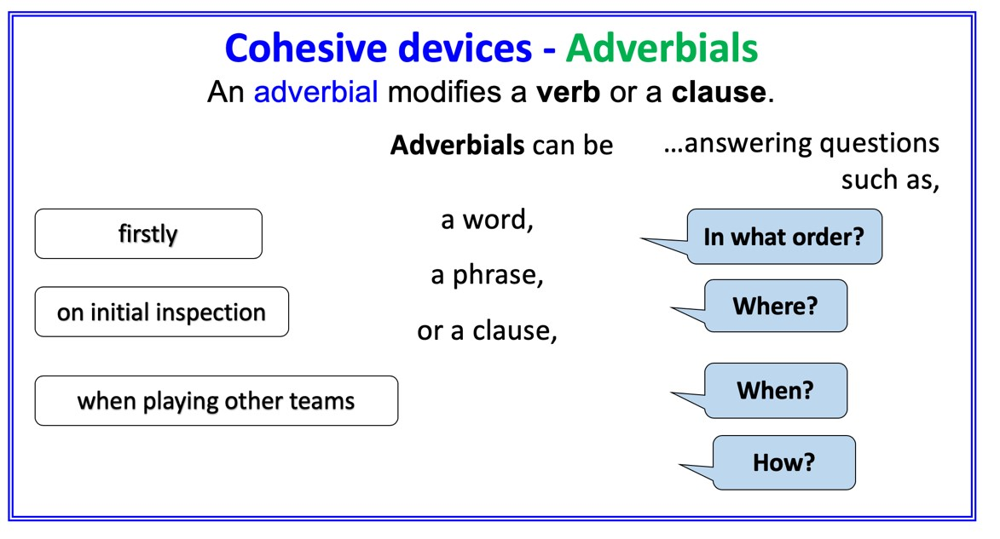 Cohesive devices - Adverbials
An adverbial modifies a verb or a clause.
Adverbials can be
…answering questions
such as,
firstly
on initial inspection
when playing other teams
a word,
a phrase,
or a clause,
In what order?
Where?
When?
How?